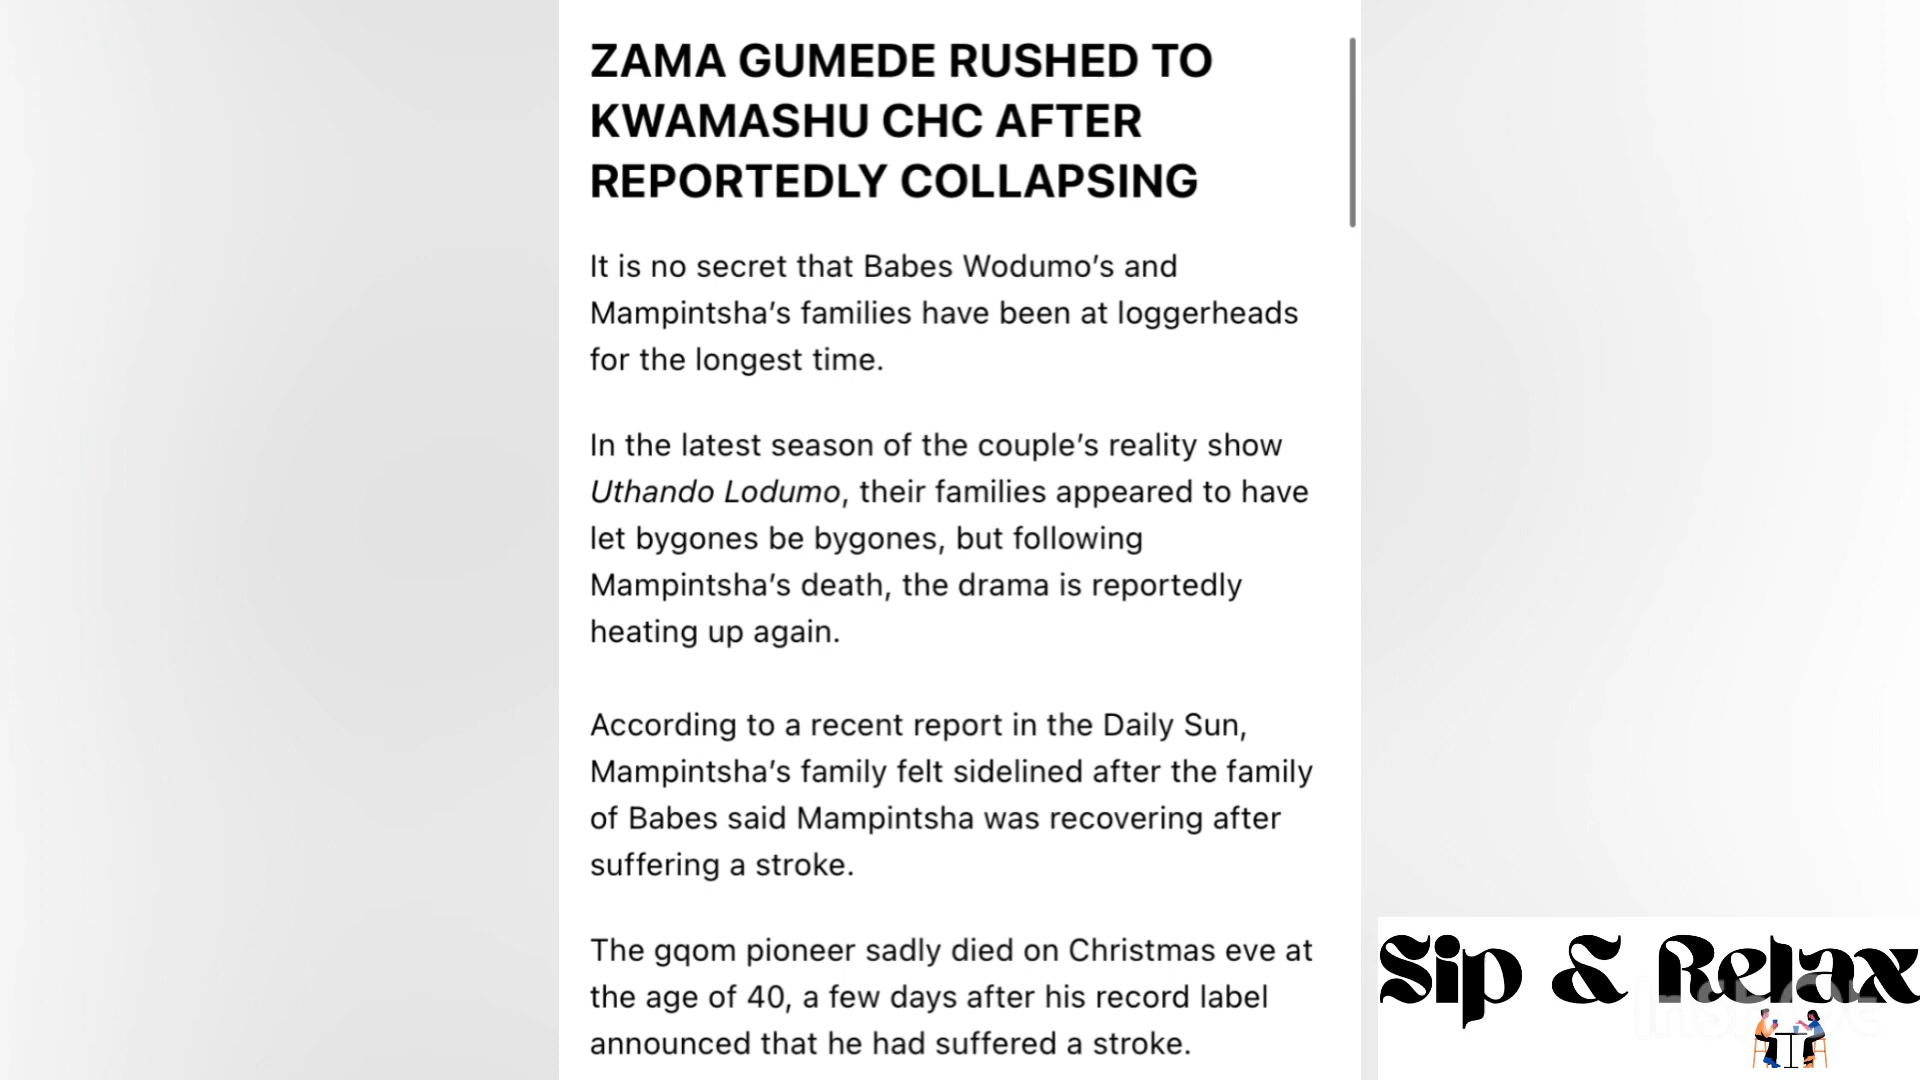 ZAMA GUMEDE RUSHED TO
KWAMASHU CHC AFTER
REPORTEDLY COLLAPSING
It is no secret that Babes Wodumo’s and
Mampintsha’s families have been at loggerheads
for the longest time.
In the latest season of the couple’s reality show
Uthando Lodumo, their families appeared to have
let bygones be bygones, but following
Mampintsha’s death, the drama is reportedly
heating up again.
According to a recent report in the Daily Sun,
Mampintsha’s family felt sidelined after the family
of Babes said Mampintsha was recovering after
suffering a stroke.
The gqom pioneer sadly died on Christmas eve at
the age of 40, a few days after his record label
announced that he had suffered a stroke.
Sip & Relax
InShOt